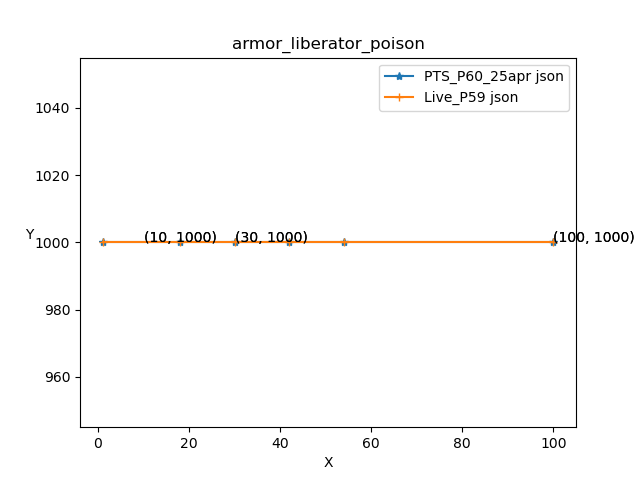 armor_liberator_poison
PTS_P60_25apr json
Live_P59 json
1040
1020
Y
1000
(10, 1000)
(30, 1000)
(100, 1000)
980
960
0
20
40
60
80
100
X